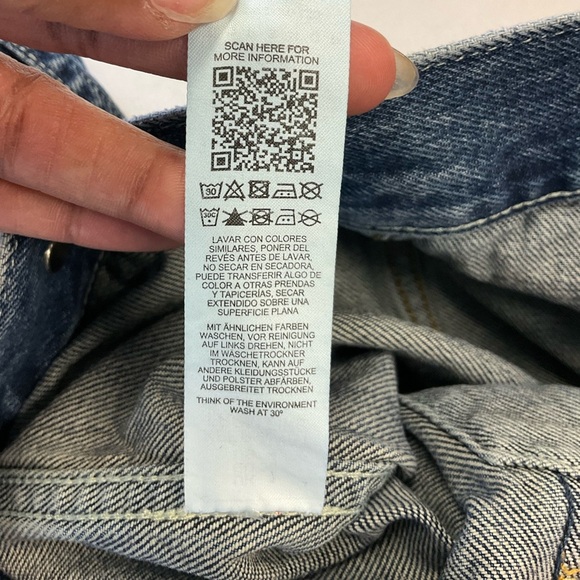 SCAN HERE FOR
MORE INFORMATION
30
30C
LAVAR CON COLORES
SIMILARES, PONER DEL
REVÉS ANTES DE LAVAR,
NO SECAR EN SECADORA,
PUEDE TRANSFERIR ALGO DE
COLOR A OTRAS PRENDAS
Y TAPICERÍAS, SECAR
EXTENDIDO SOBRE UNA
SUPERFICIE PLANA
MIT ÄHNLICHEN FARBEN
WASCHEN, VOR REINIGUNG
AUF LINKS DREHEN, NICHT
IM WÄSCHETROCKNER
TROCKNEN, KANN AUF
ANDERE KLEIDUNGSSTÜCKE
UND POLSTER ABFÄRBEN,
AUSGEBREITET TROCKNEN
THINK OF THE ENVIRONMENT
WASH AT 30º